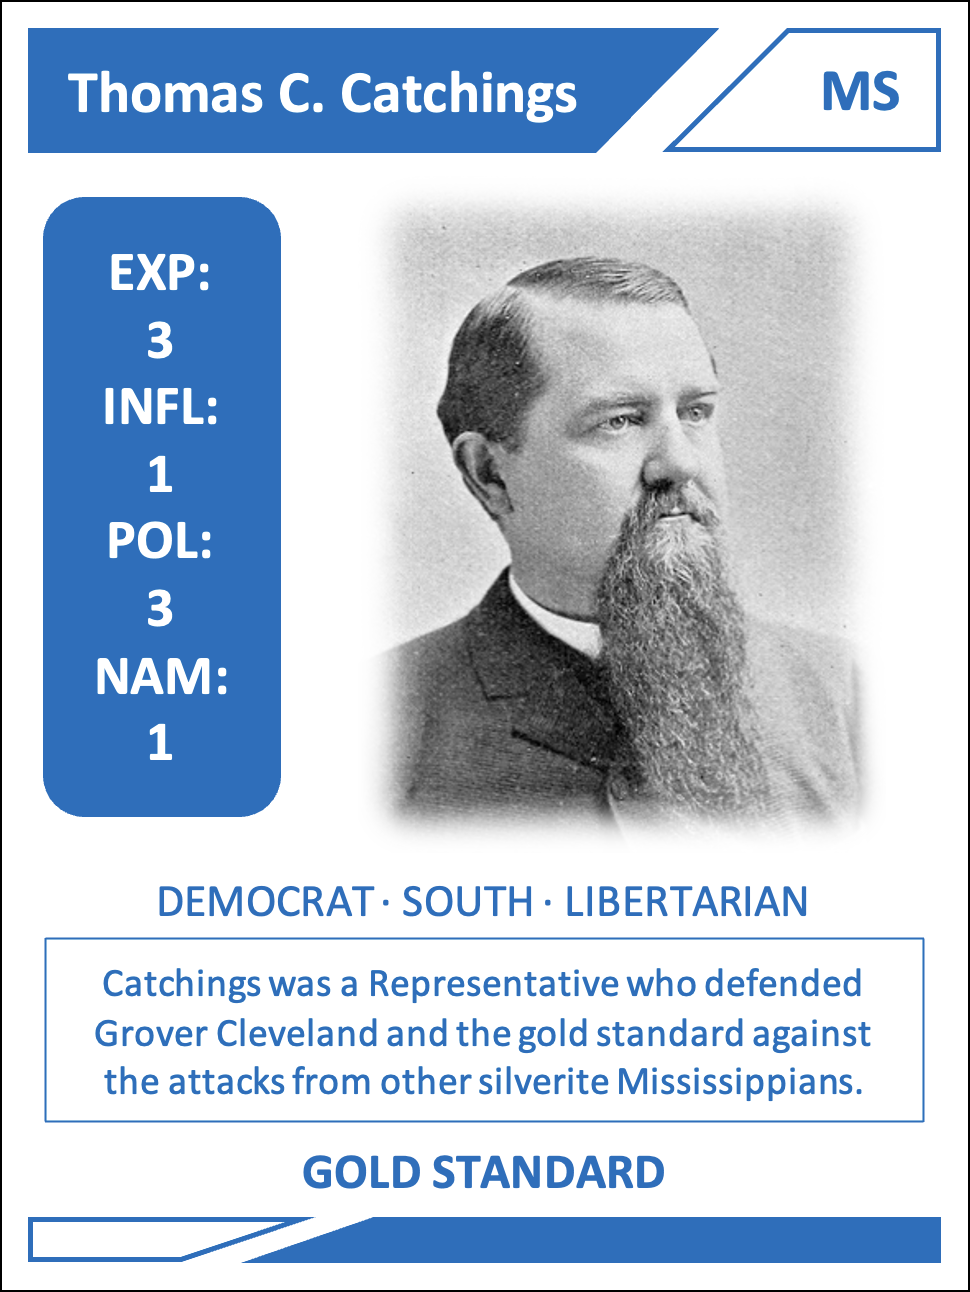 Thomas C. Catchings
MS
EXP:
3
INFL:
1
POL:
3
NAM:
1
DEMOCRAT · SOUTH · LIBERTARIAN
Catchings was a Representative who defended
Grover Cleveland and the gold standard against
the attacks from other silverite Mississippians.
GOLD STANDARD